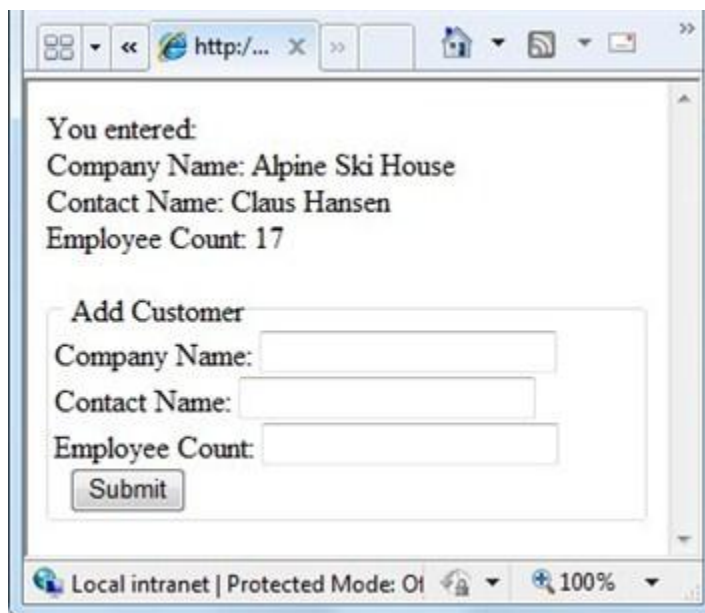 http:/...
You entered:
Company Name: Alpine Ski House
Contact Name: Claus Hansen
Employee Count: 17
Add Customer
Company Name:
Contact Name:
Employee Count:
Submit
Local intranet | Protected Mode: Of
100%